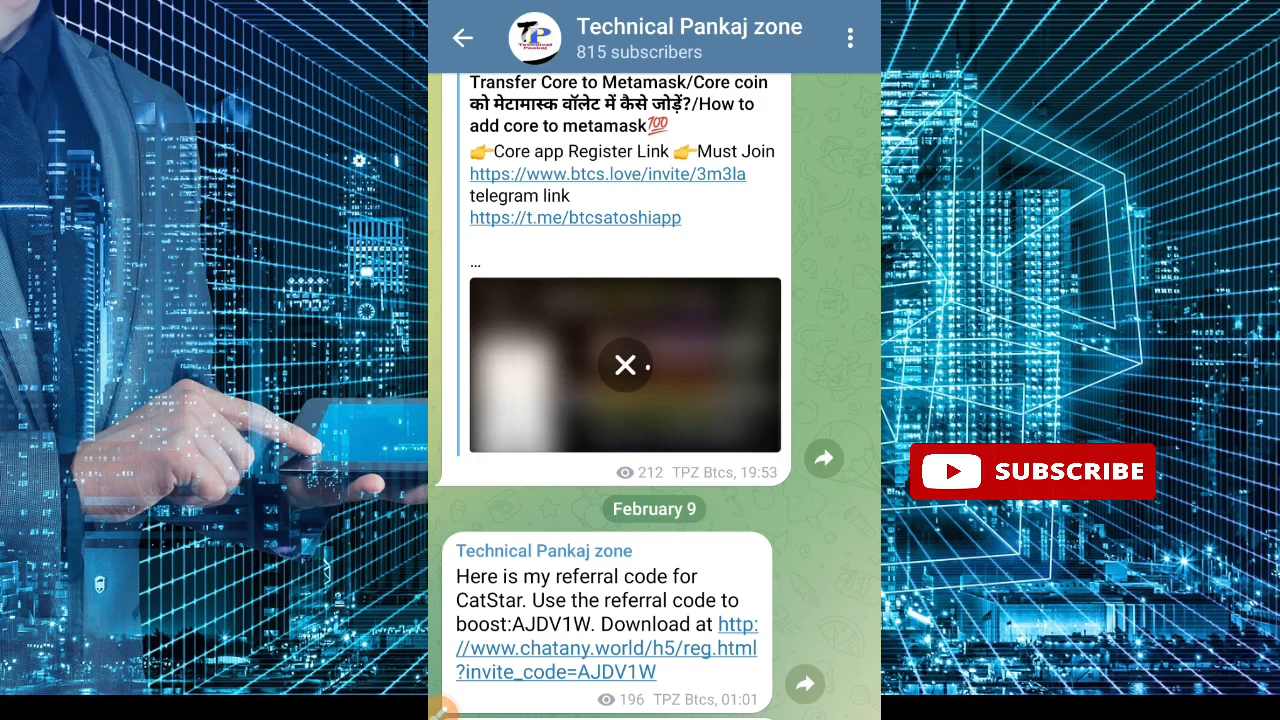 Technical Pankaj zone
815 subscribers
TP
Technical
Pankaj
Transfer Core to Metamask/Core coin
को मेटामास्क वॉलेट में कैसे जोड़ें?/How to
add core to metamask💯
👉Core app Register Link 👉Must Join
https://www.btcs.love/invite/3m3la
telegram link
https://t.me/btcsatoshiapp
...
212 TPZ Btcs, 19:53
SUBSCRIBE
February 9
Technical Pankaj zone
Here is my referral code for
CatStar. Use the referral code to
boost:AJDV1W. Download at http:
//www.chatany.world/h5/reg.html
?invite_code=AJDV1W
196 TPZ Btcs, 01:01